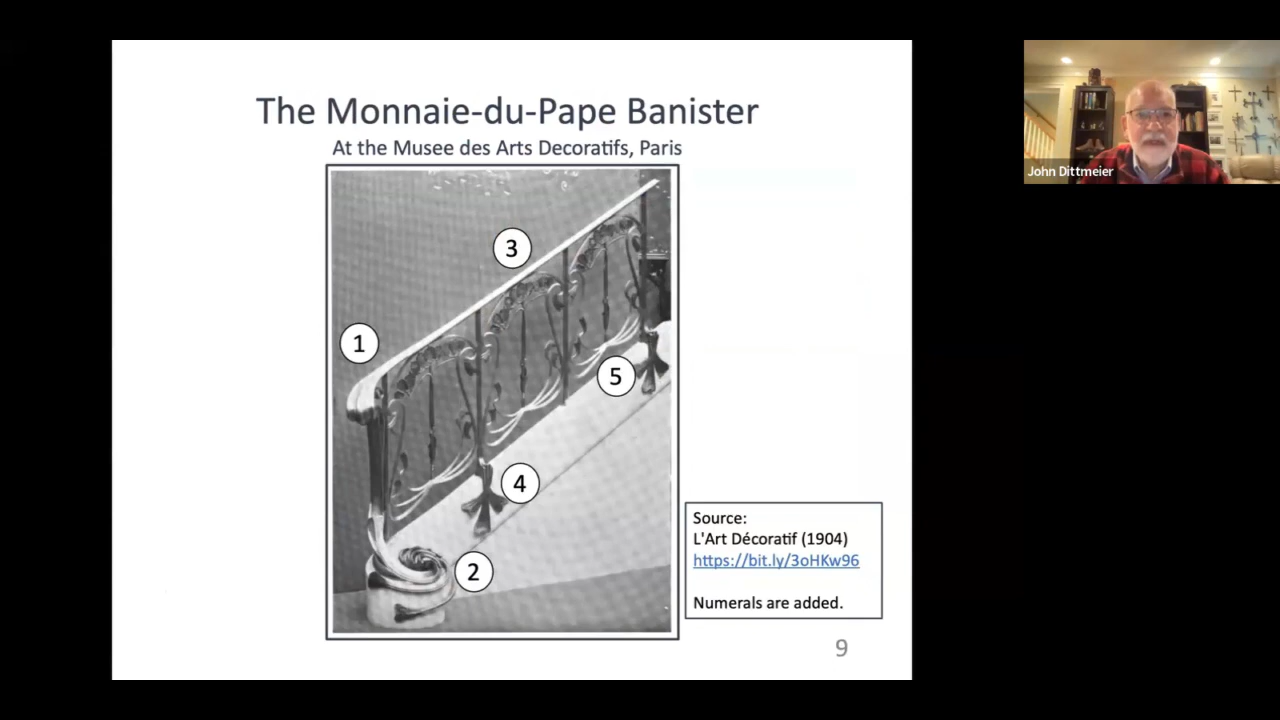 The Monnaie-du-Pape Banister
At the Musee des Arts Decoratifs, Paris
3
1
5
4
2
Source:
L'Art Décoratif (1904)
https://bit.ly/3oHKw96
Numerals are added.
9
John Dittmeier